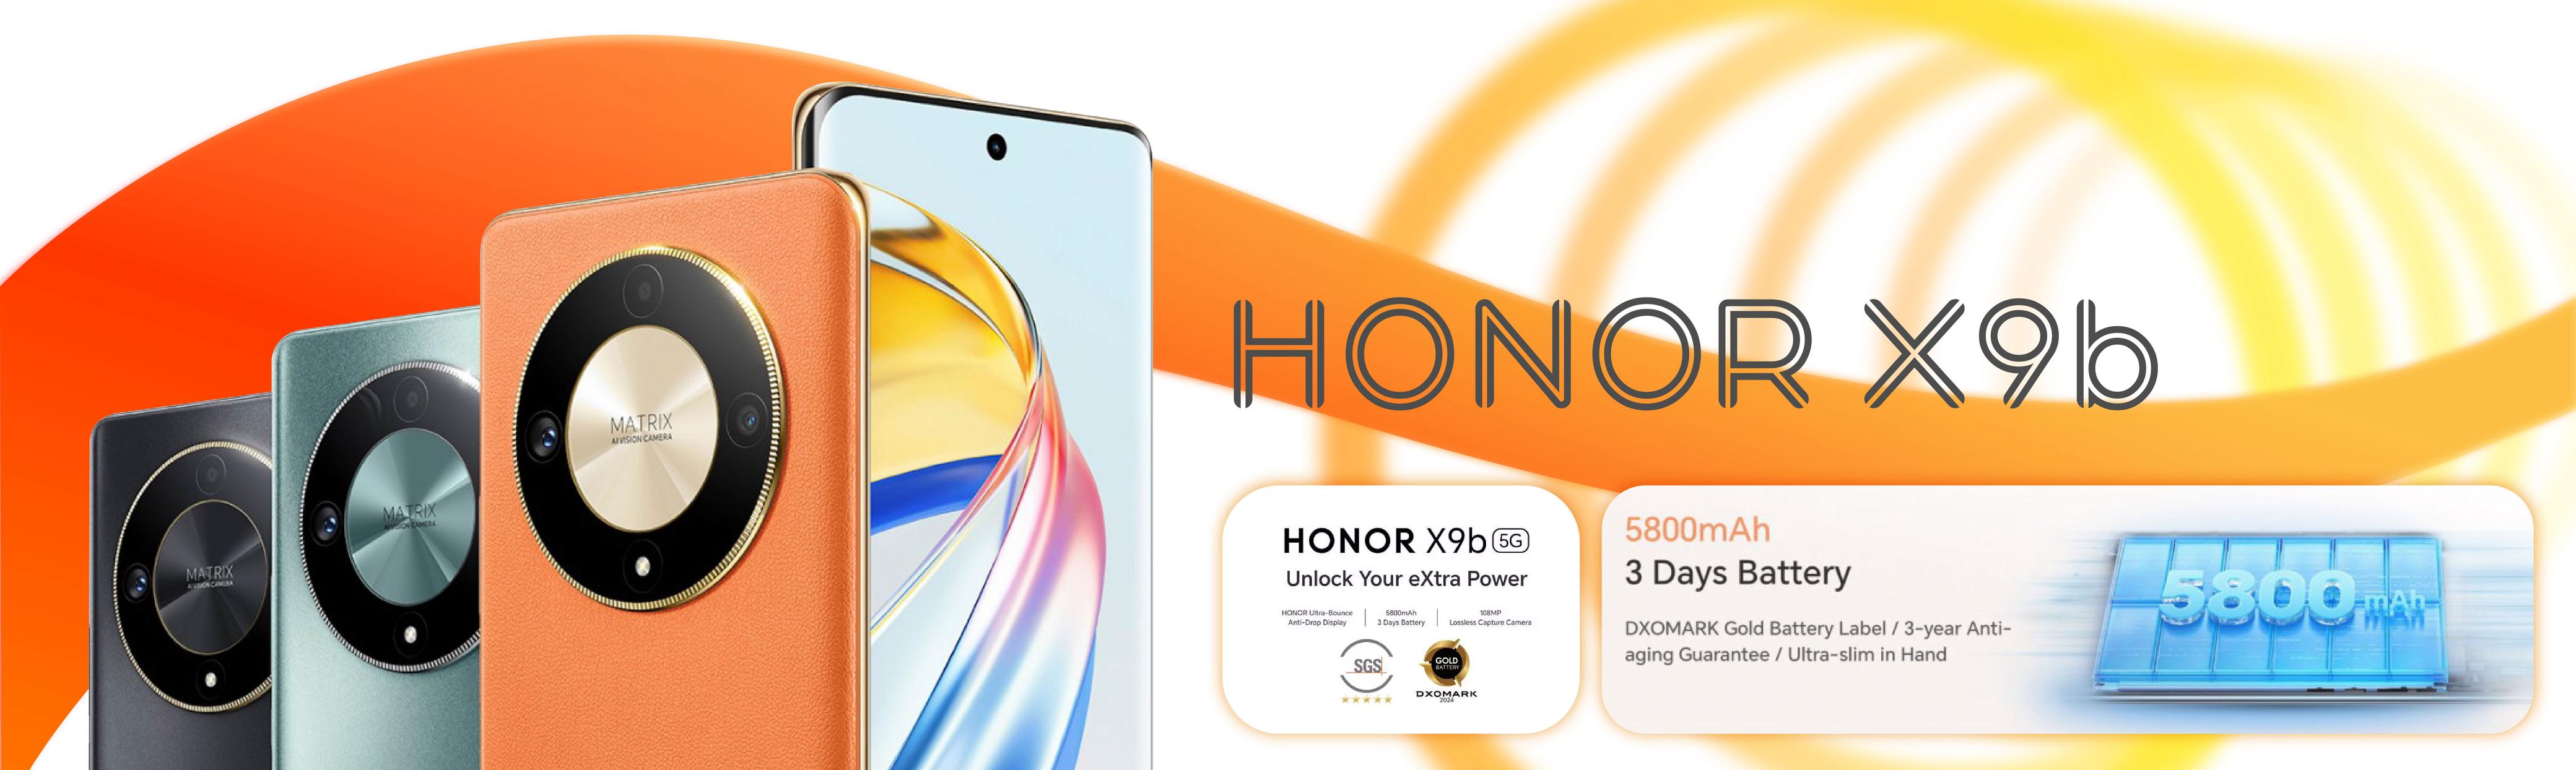 MATRIX
AI VISION CAMERA
MATRIX
AI VISION CAMERA
MATRIX
AI VISION CAMERA
HONOR X9b
HONOR X9b 5G
Unlock Your eXtra Power
HONOR Ultra-Bounce
Anti-Drop Display
5800mAh
3 Days Battery
108MP
Lossless Capture Camera
SGS
GOLD
BATTERY
DXOMARK
2024
5800mAh
3 Days Battery
DXOMARK Gold Battery Label / 3-year Anti-
aging Guarantee / Ultra-slim in Hand
5800 mAh